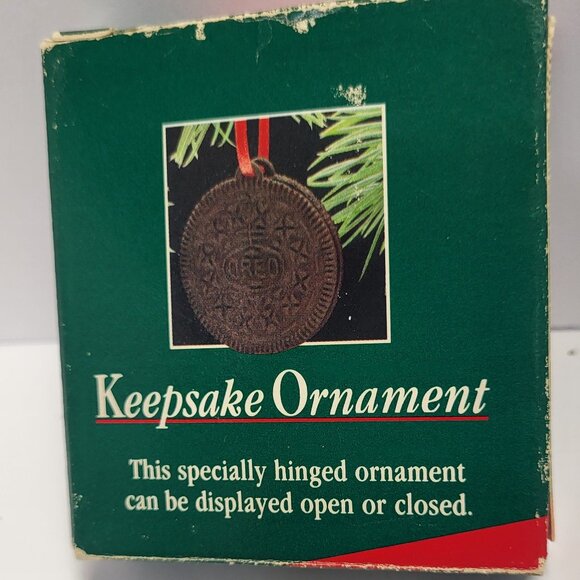 OREO
Keepsake Ornament
This specially hinged ornament
can be displayed open or closed.